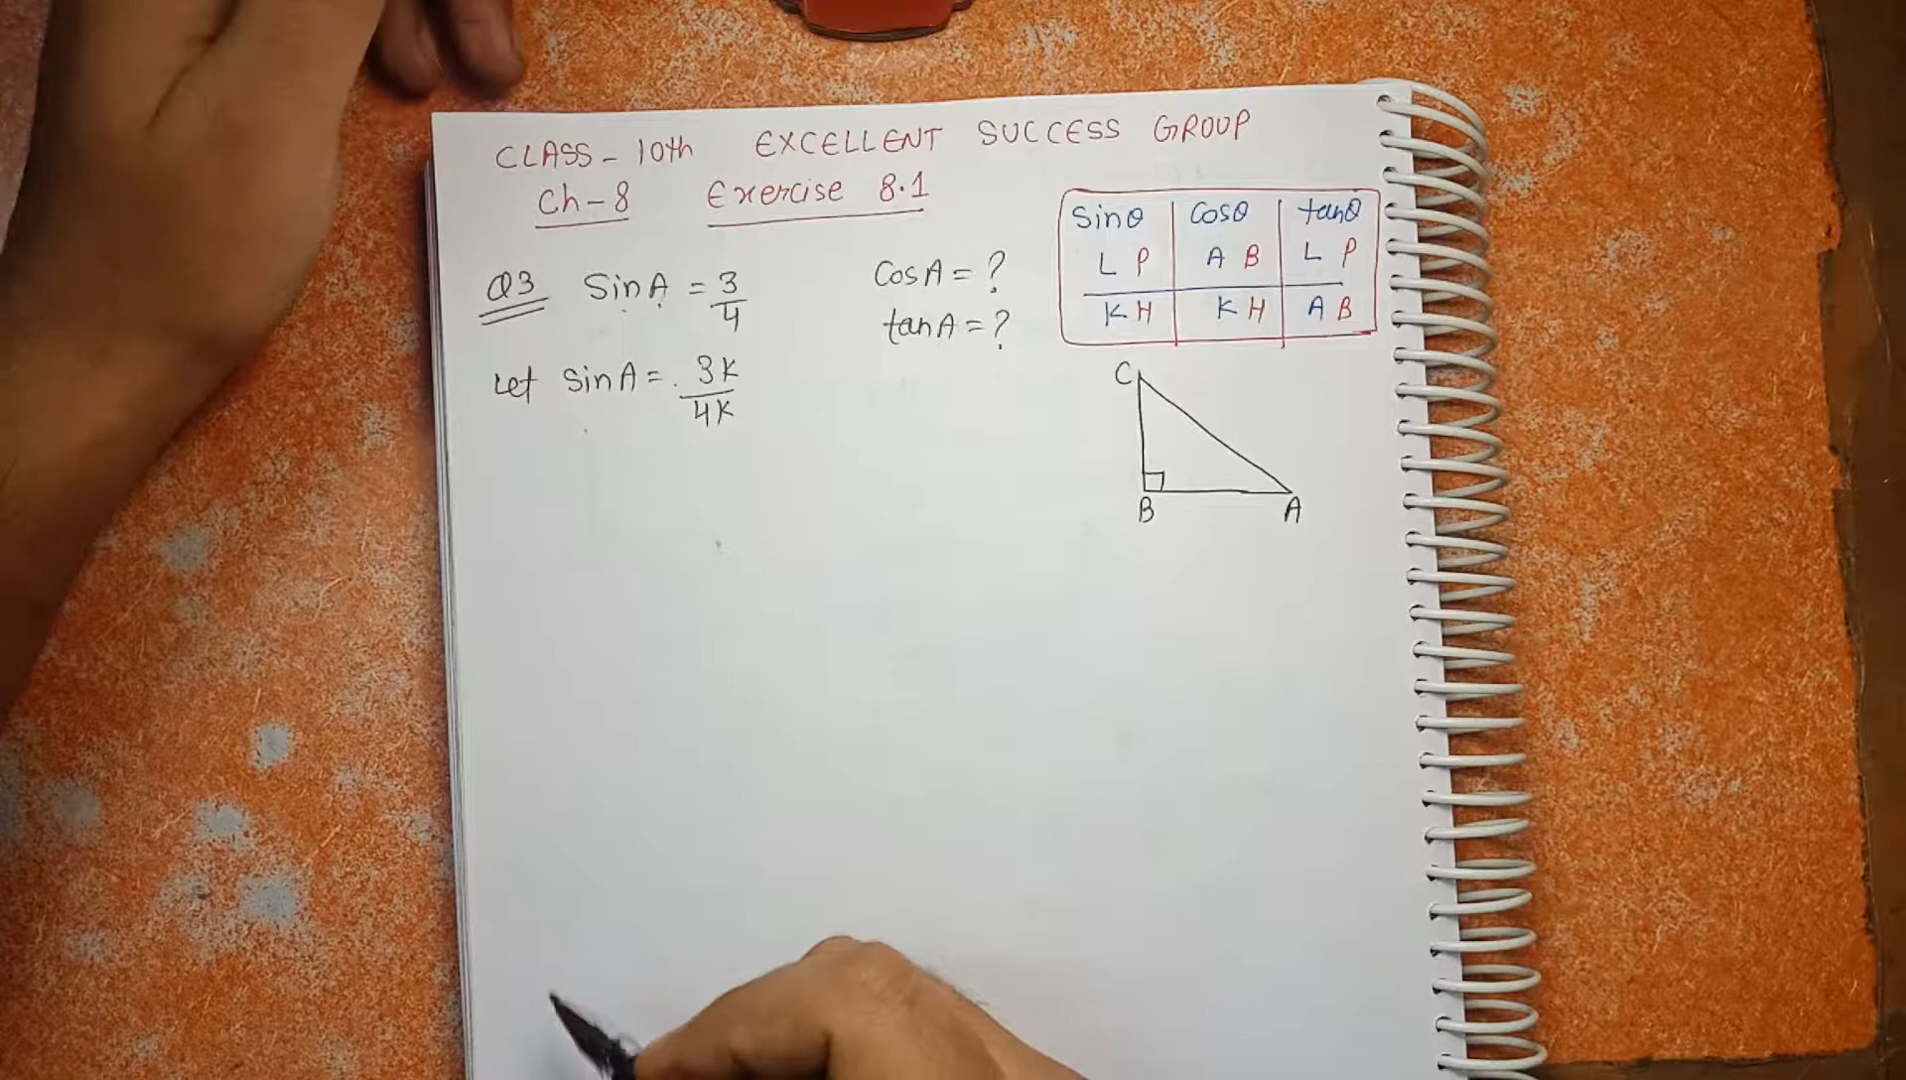 CLASS - 10th EXCELLENT SUCCESS GROUP
Ch-8 Exercise 8.1
Sinθ Cosθ tanθ
L P A B L P
K H K H A B
Q3 SinA = 3/4 CosA = ?
tanA = ?
Let SinA = 3K/4K
C
B A